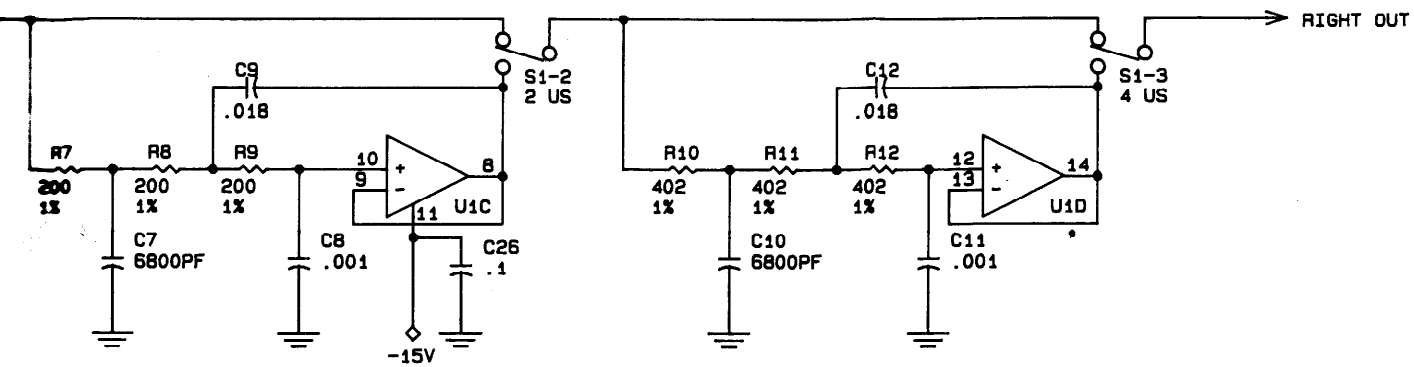 RIGHT OUT
S1-2
2 US
S1-3
4 US
C9
.018
C12
.018
R7
200
1%
R8
200
1%
R9
200
1%
10
9
+
-
8
11
U1C
R10
402
1%
R11
402
1%
R12
402
1%
12
13
+
-
14
U1D
C7
6800PF
C8
.001
C26
.1
C10
6800PF
C11
.001
-15V